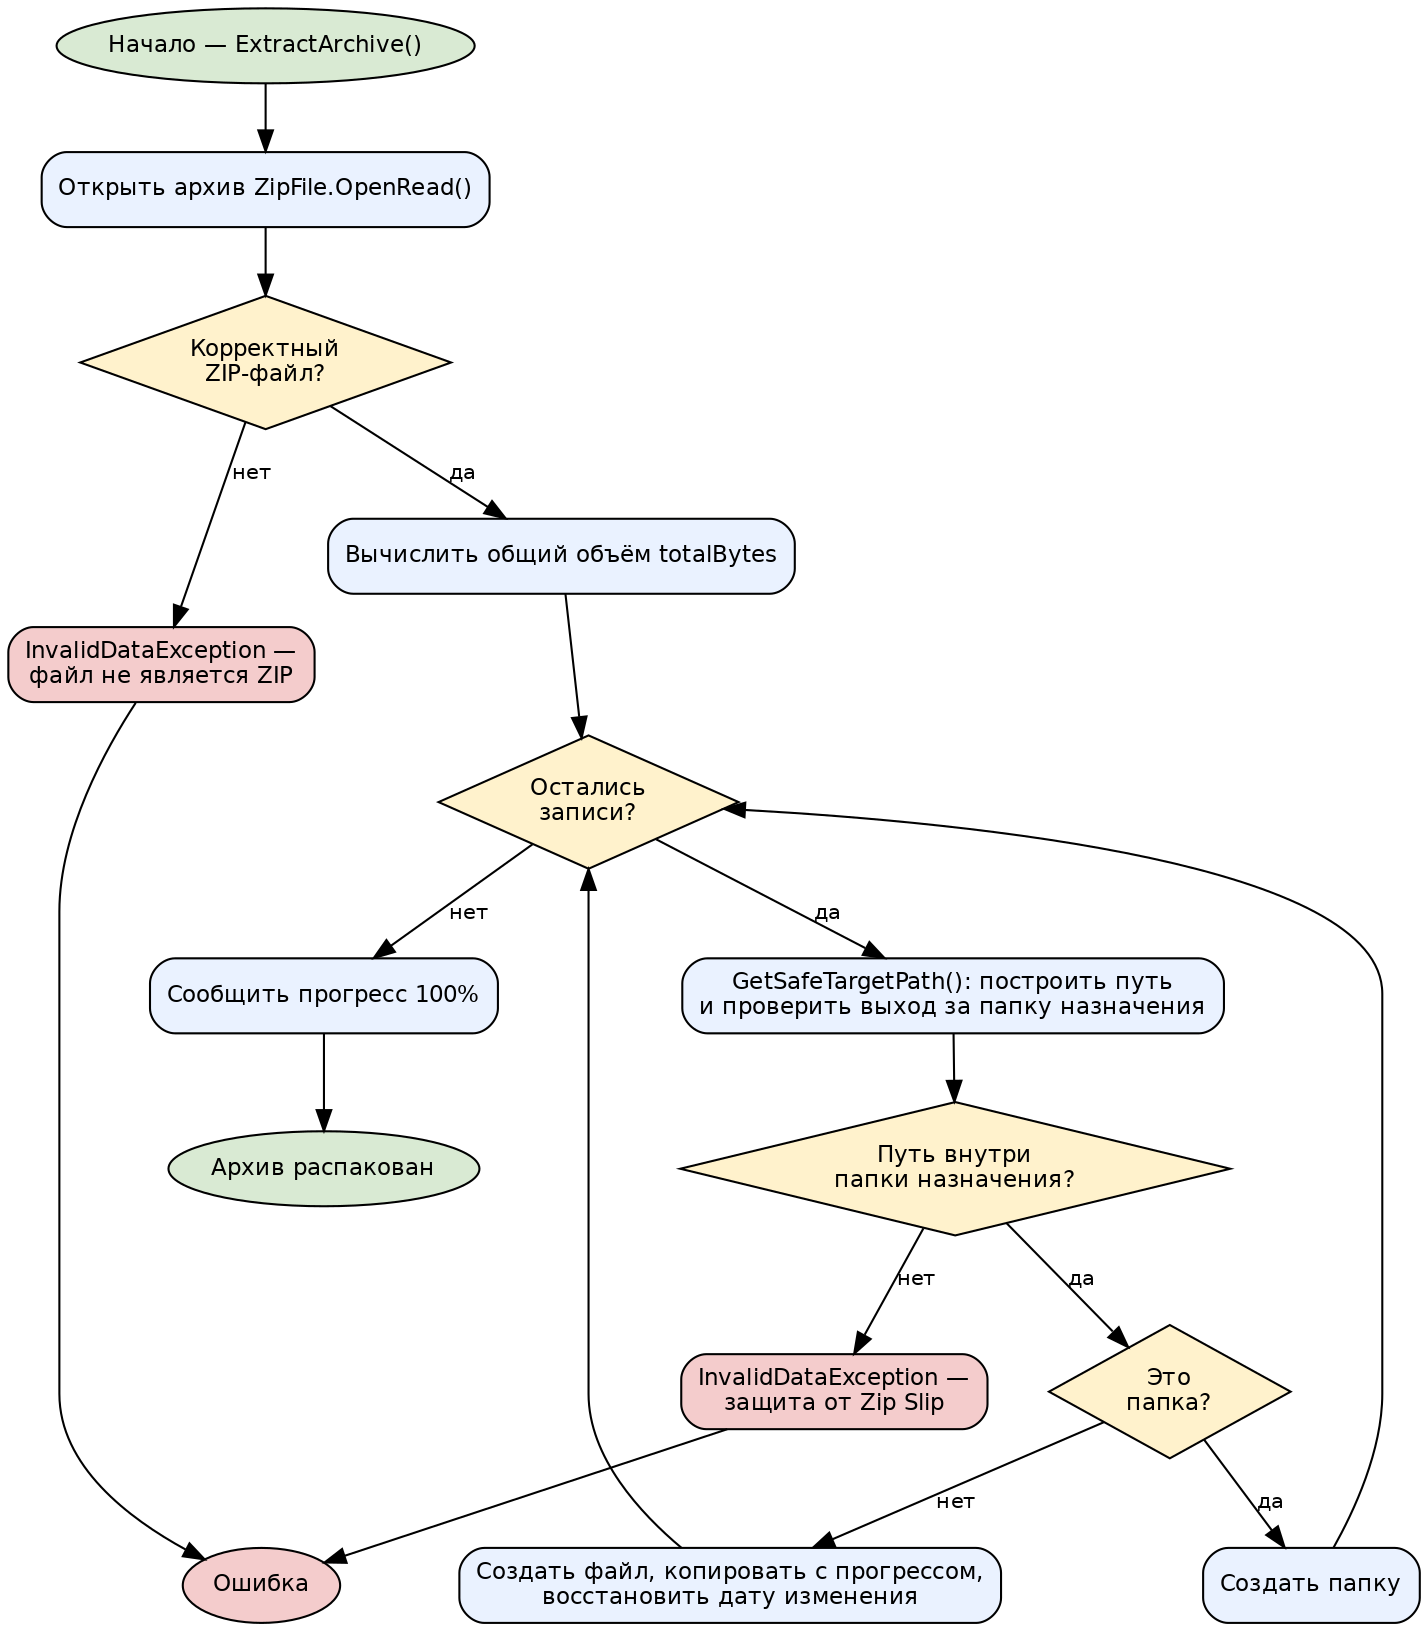 Начало — ExtractArchive()
Открыть архив ZipFile.OpenRead()
Корректный
ZIP-файл?
нет
да
Вычислить общий объём totalBytes
InvalidDataException —
файл не является ZIP
Остались
записи?
нет
да
Сообщить прогресс 100%
GetSafeTargetPath(): построить путь
и проверить выход за папку назначения
Архив распакован
Путь внутри
папки назначения?
нет
да
InvalidDataException —
защита от Zip Slip
Это
папка?
нет
да
Ошибка
Создать файл, копировать с прогрессом,
восстановить дату изменения
Создать папку